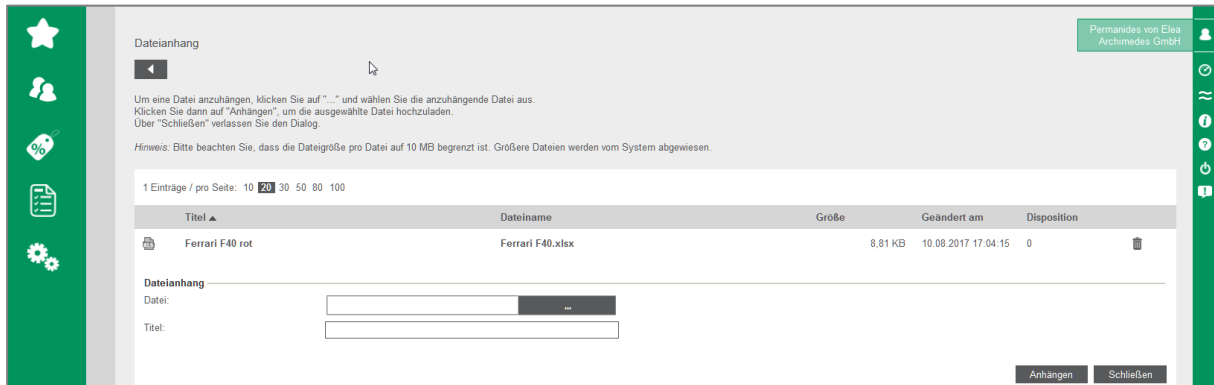 Permanides von Elea
Archimedes GmbH
Dateianhang
Um eine Datei anzuhängen, klicken Sie auf "..." und wählen Sie die anzuhängende Datei aus.
Klicken Sie dann auf "Anhängen", um die ausgewählte Datei hochzuladen.
Über "Schließen" verlassen Sie den Dialog.
Hinweis: Bitte beachten Sie, dass die Dateigröße pro Datei auf 10 MB begrenzt ist. Größere Dateien werden vom System abgewiesen.
1 Einträge / pro Seite: 10 20 30 50 80 100
Titel ▲ Dateiname Größe Geändert am Disposition
Ferrari F40 rot Ferrari F40.xlsx 8,81 KB 10.08.2017 17:04:15 0
Dateianhang
Datei: ...
Titel:
Anhängen Schließen